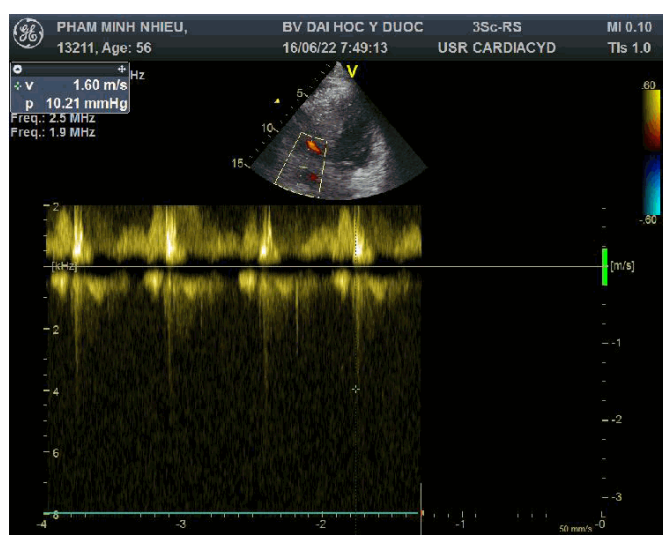 PHAM MINH NHIEU, BV DAI HOC Y DUOC 3Sc-RS MI 0.10
13211, Age: 56 16/06/22 7:49:13 USR CARDIACYD TIs 1.0
Hz
v 1.60 m/s
p 10.21 mmHg
Freq.: 2.5 MHz
Freq.: 1.9 MHz
V
5
10
15
.60
-.60
-2
[kHz]
-2
-4
-6
-8
[m/s]
-1
-2
-3
-4 -3 -2 -1 -0
50 mm/s